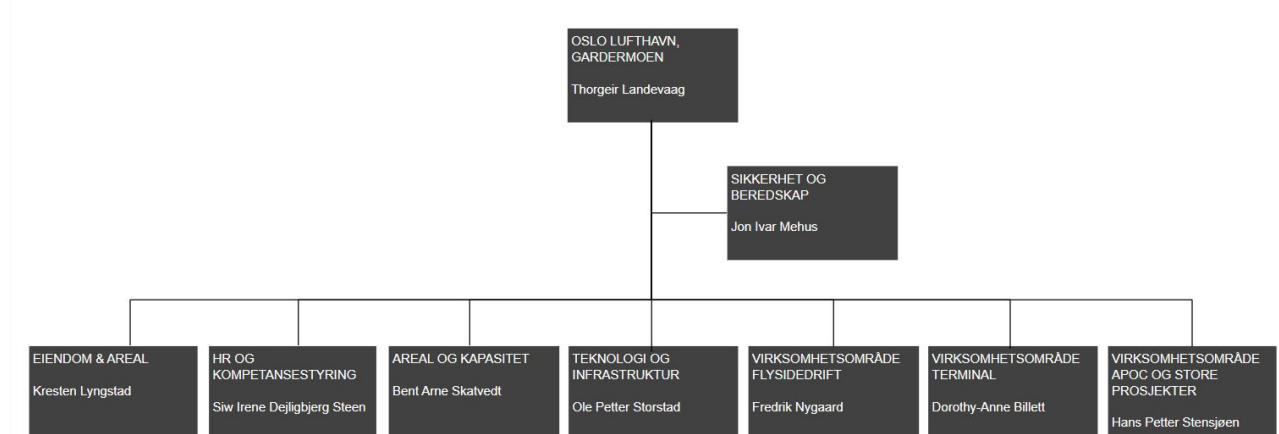 OSLO LUFTHAVN,
GARDERMOEN
Thorgeir Landevaag
SIKKERHET OG
BEREDSKAP
Jon Ivar Mehus
EIENDOM & AREAL
Kresten Lyngstad
HR OG
KOMPETANSESTYRING
Siw Irene Dejligbjerg Steen
AREAL OG KAPASITET
Bent Arne Skatvedt
TEKNOLOGI OG
INFRASTRUKTUR
Ole Petter Storstad
VIRKSOMHETSOMRÅDE
FLYSIDEDRIFT
Fredrik Nygaard
VIRKSOMHETSOMRÅDE
TERMINAL
Dorothy-Anne Billett
VIRKSOMHETSOMRÅDE
APOC OG STORE
PROSJEKTER
Hans Petter Stensjøen